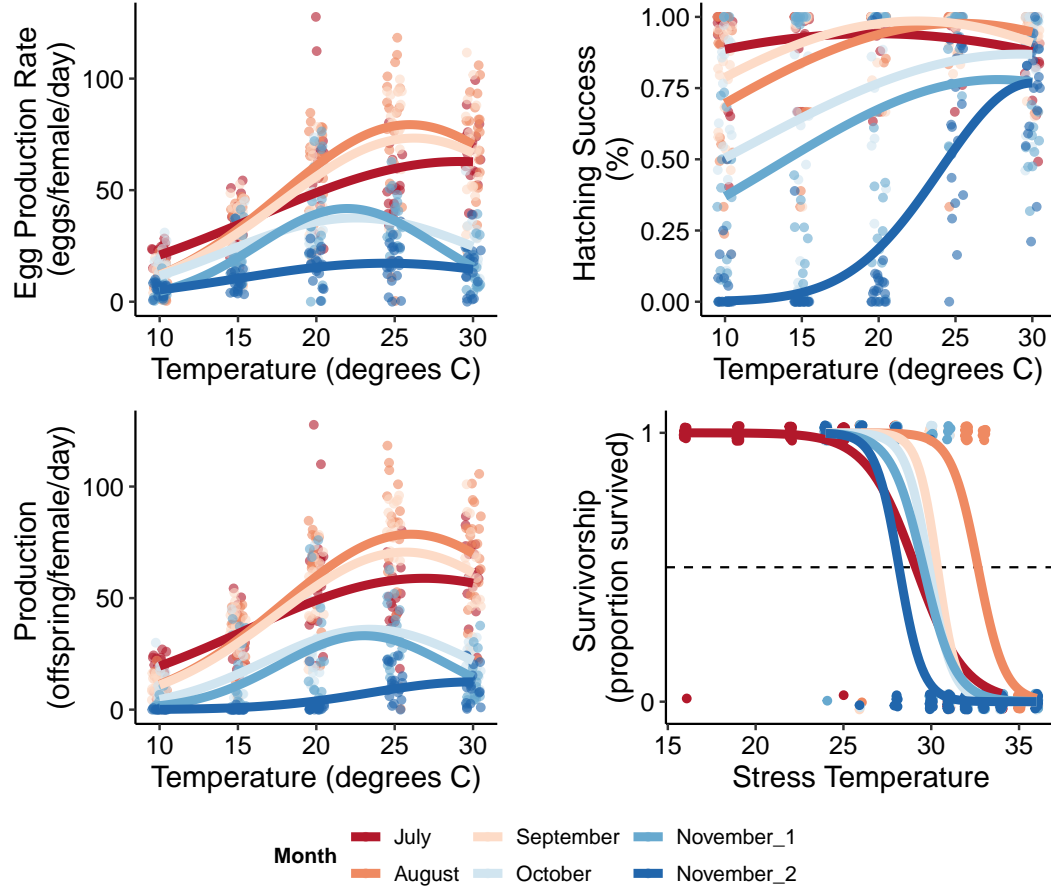 Egg Production Rate
(eggs/female/day)
100
50
0
10 15 20 25 30
Temperature (degrees C)
Hatching Success
(%)
1.00
0.75
0.50
0.25
0.00
10 15 20 25 30
Temperature (degrees C)
Production
(offspring/female/day)
100
50
0
10 15 20 25 30
Temperature (degrees C)
Survivorship
(proportion survived)
1
0
15 20 25 30 35
Stress Temperature
Month
July September November_1
August October November_2